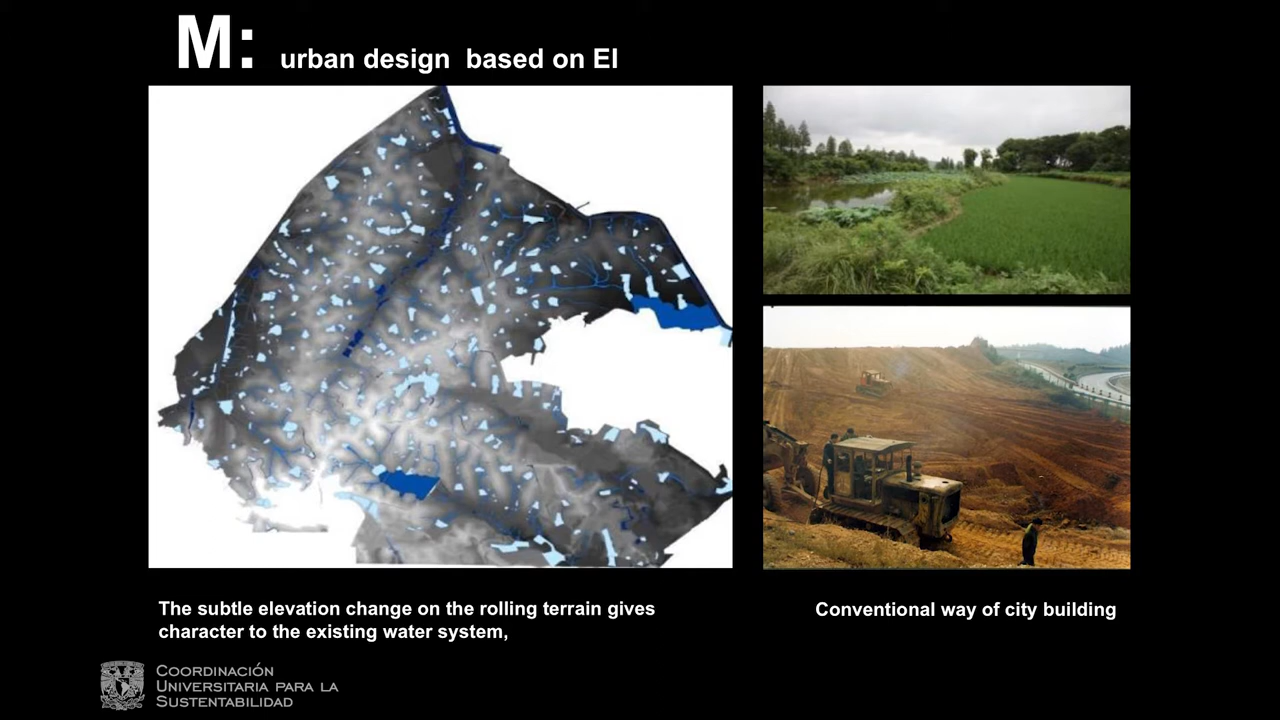 M: urban design based on EI
The subtle elevation change on the rolling terrain gives
character to the existing water system,
Conventional way of city building
COORDINACIÓN
UNIVERSITARIA PARA LA
SUSTENTABILIDAD